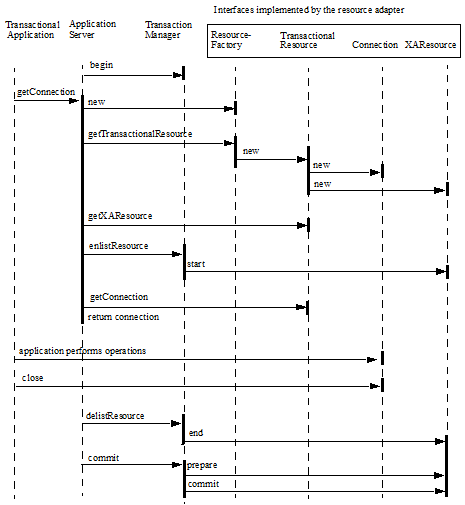 Interfaces implemented by the resource adapter
Transactional
Application
Application
Server
Transaction
Manager
Resource-
Factory
Transactional
Resource
Connection
XAResource
begin
getConnection
new
getTransactionalResource
new
new
new
getXAResource
enlistResource
start
getConnection
return connection
application performs operations
close
delistResource
end
commit
prepare
commit